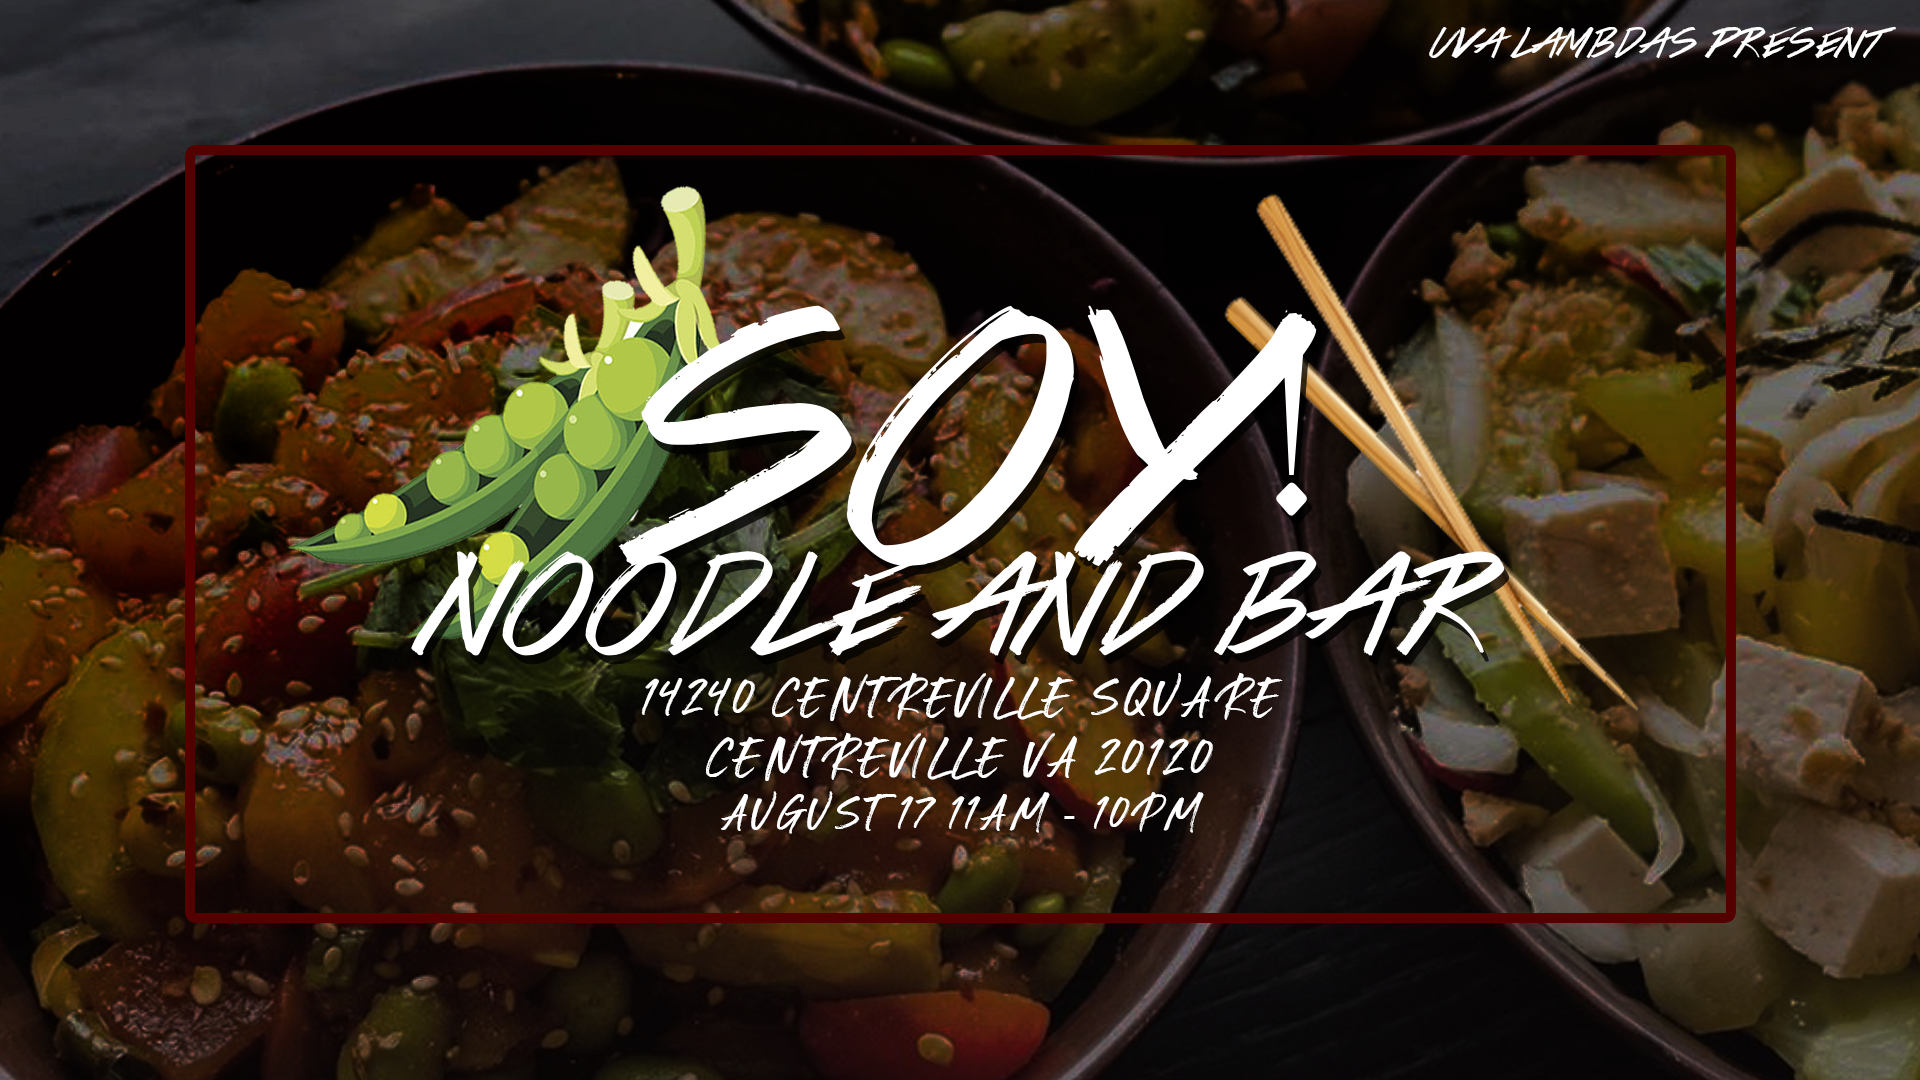 UVA LAMBDAS PRESENT
SOY!
NOODLE AND BAR
14240 CENTREVILLE SQUARE
CENTREVILLE VA 20120
AUGUST 17 11AM - 10PM